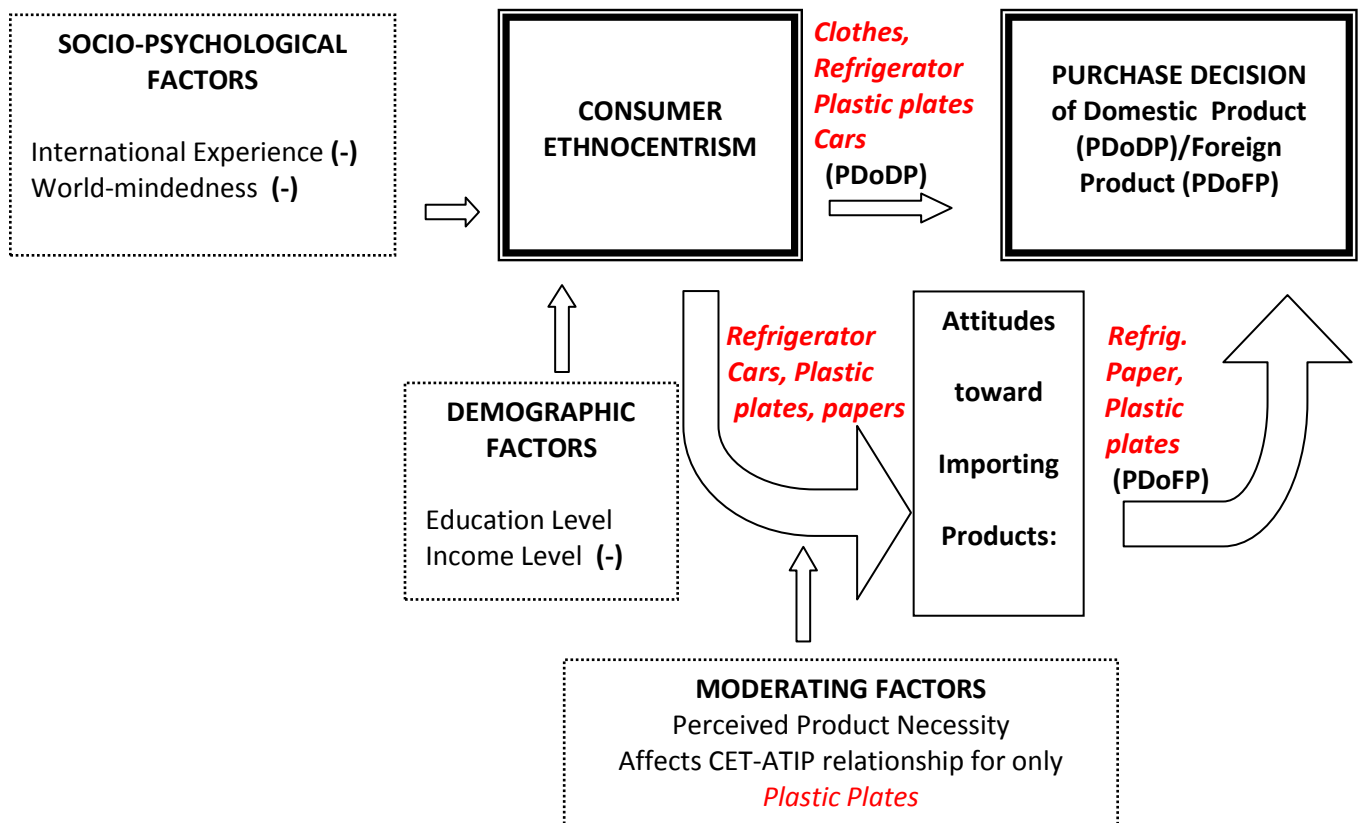 SOCIO-PSYCHOLOGICAL
FACTORS
International Experience (-)
World-mindedness (-)
CONSUMER
ETHNOCENTRISM
Clothes,
Refrigerator
Plastic plates
Cars
(PDoDP)
PURCHASE DECISION
of Domestic Product
(PDoDP)/Foreign
Product (PDoFP)
DEMOGRAPHIC
FACTORS
Education Level
Income Level (-)
Refrigerator
Cars, Plastic
plates, papers
Attitudes
toward
Importing
Products:
Refrig.
Paper,
Plastic
plates
(PDoFP)
MODERATING FACTORS
Perceived Product Necessity
Affects CET-ATIP relationship for only
Plastic Plates